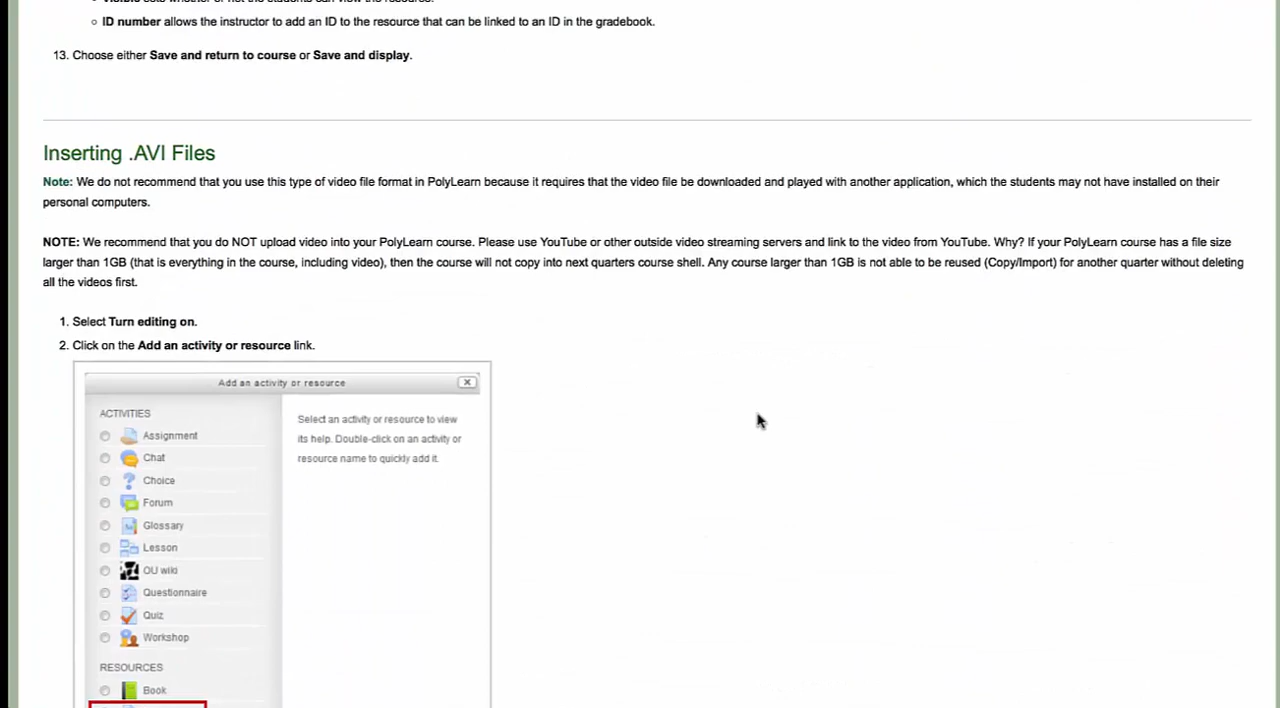 ID number allows the instructor to add an ID to the resource that can be linked to an ID in the gradebook.
13. Choose either Save and return to course or Save and display.
Inserting .AVI Files
Note: We do not recommend that you use this type of video file format in PolyLearn because it requires that the video file be downloaded and played with another application, which the students may not have installed on their
personal computers.
NOTE: We recommend that you do NOT upload video into your PolyLearn course. Please use YouTube or other outside video streaming servers and link to the video from YouTube. Why? If your PolyLearn course has a file size
larger than 1GB (that is everything in the course, including video), then the course will not copy into next quarters course shell. Any course larger than 1GB is not able to be reused (Copy/Import) for another quarter without deleting
all the videos first.
1. Select Turn editing on.
2. Click on the Add an activity or resource link.
Add an activity or resource
ACTIVITIES
Select an activity or resource to view
its help. Double-click on an activity or
resource name to quickly add it.
Assignment
Chat
Choice
Forum
Glossary
Lesson
OU wiki
Questionnaire
Quiz
Workshop
RESOURCES
Book